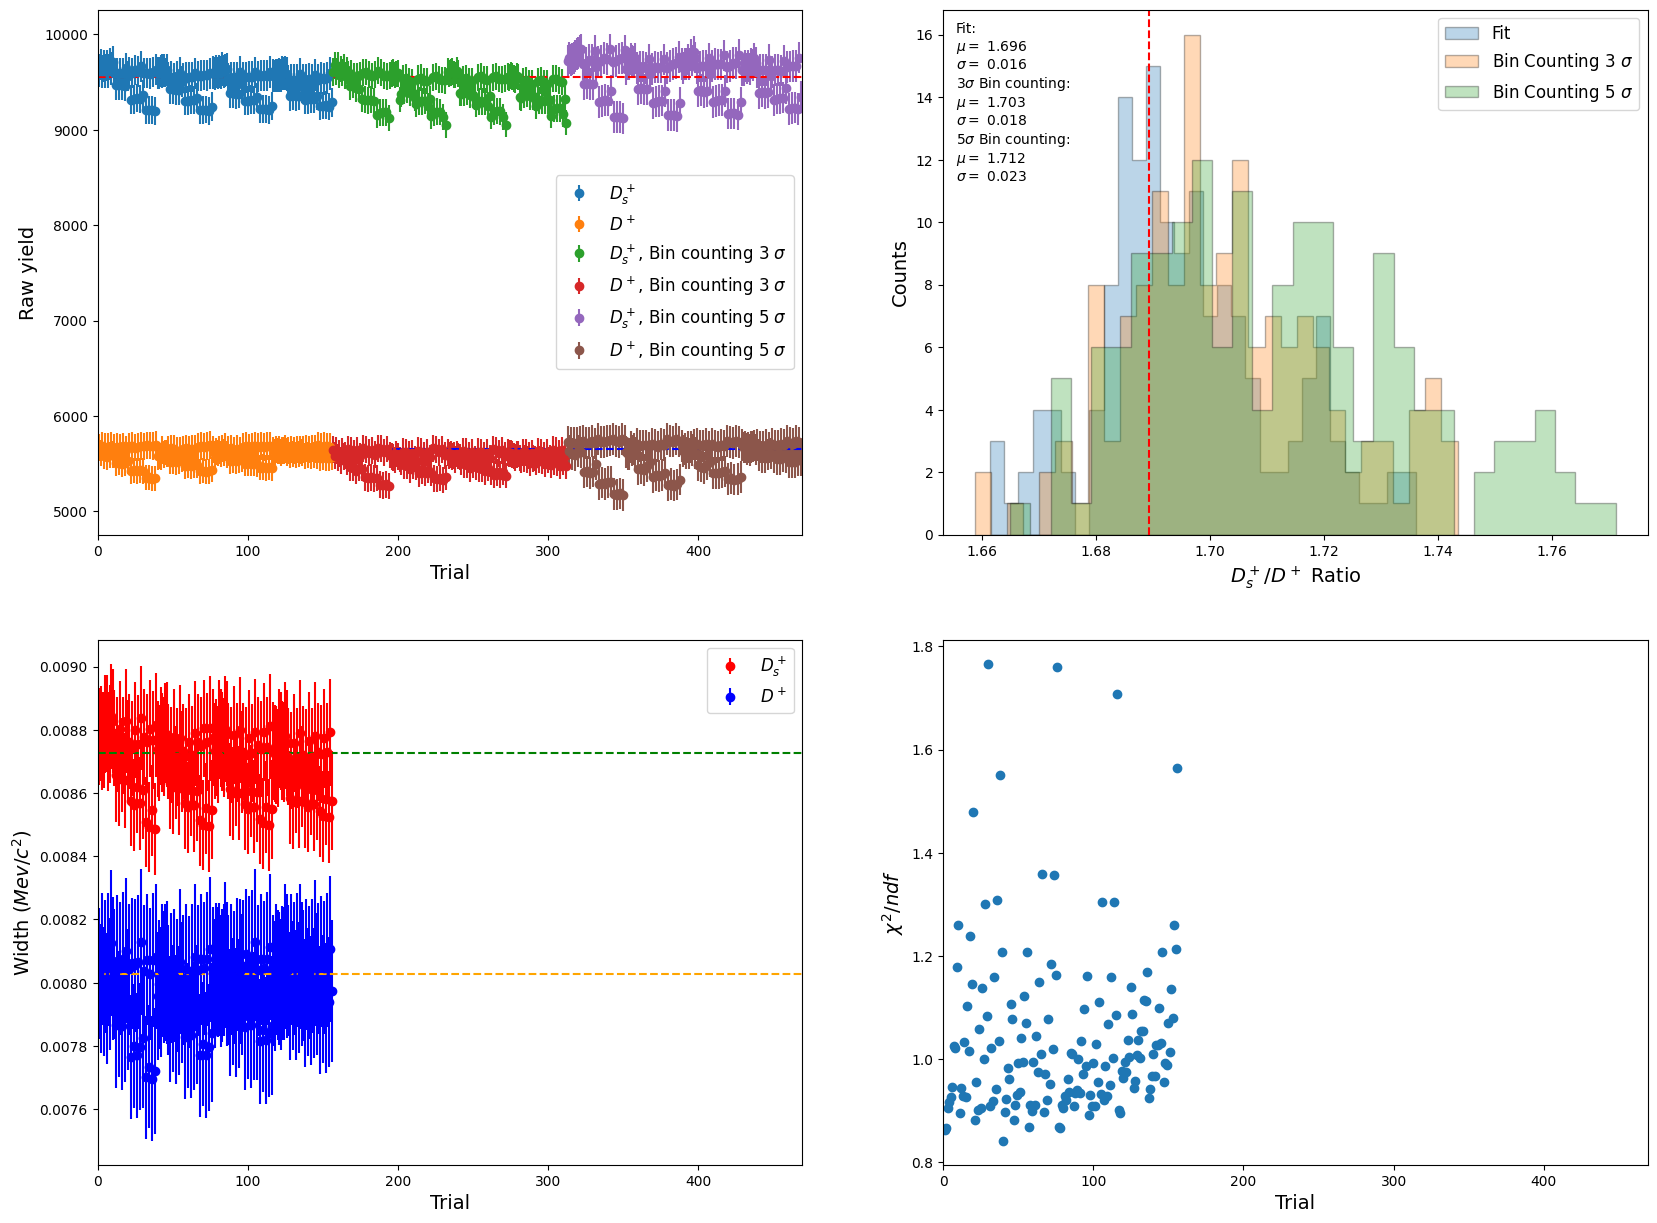 10000
9000
8000
7000
6000
5000
Raw yield
0 100 200 300 400
Trial
D_s^+
D^+
D_s^+, Bin counting 3 σ
D^+, Bin counting 3 σ
D_s^+, Bin counting 5 σ
D^+, Bin counting 5 σ
16
14
12
10
8
6
4
2
0
Counts
1.66 1.68 1.70 1.72 1.74 1.76
D_s^+/D^+ Ratio
Fit:
μ = 1.696
σ = 0.016
3σ Bin counting:
μ = 1.703
σ = 0.018
5σ Bin counting:
μ = 1.712
σ = 0.023
Fit
Bin Counting 3 σ
Bin Counting 5 σ
0.0090
0.0088
0.0086
0.0084
0.0082
0.0080
0.0078
0.0076
Width (Mev/c^2)
0 100 200 300 400
Trial
D_s^+
D^+
1.8
1.6
1.4
1.2
1.0
0.8
χ^2/ndf
0 100 200 300 400
Trial